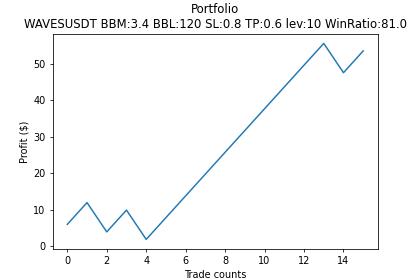 Portfolio
WAVESUSDT BBM:3.4 BBL:120 SL:0.8 TP:0.6 lev:10 WinRatio:81.0
50
40
30
20
10
0
Profit ($)
0 2 4 6 8 10 12 14
Trade counts